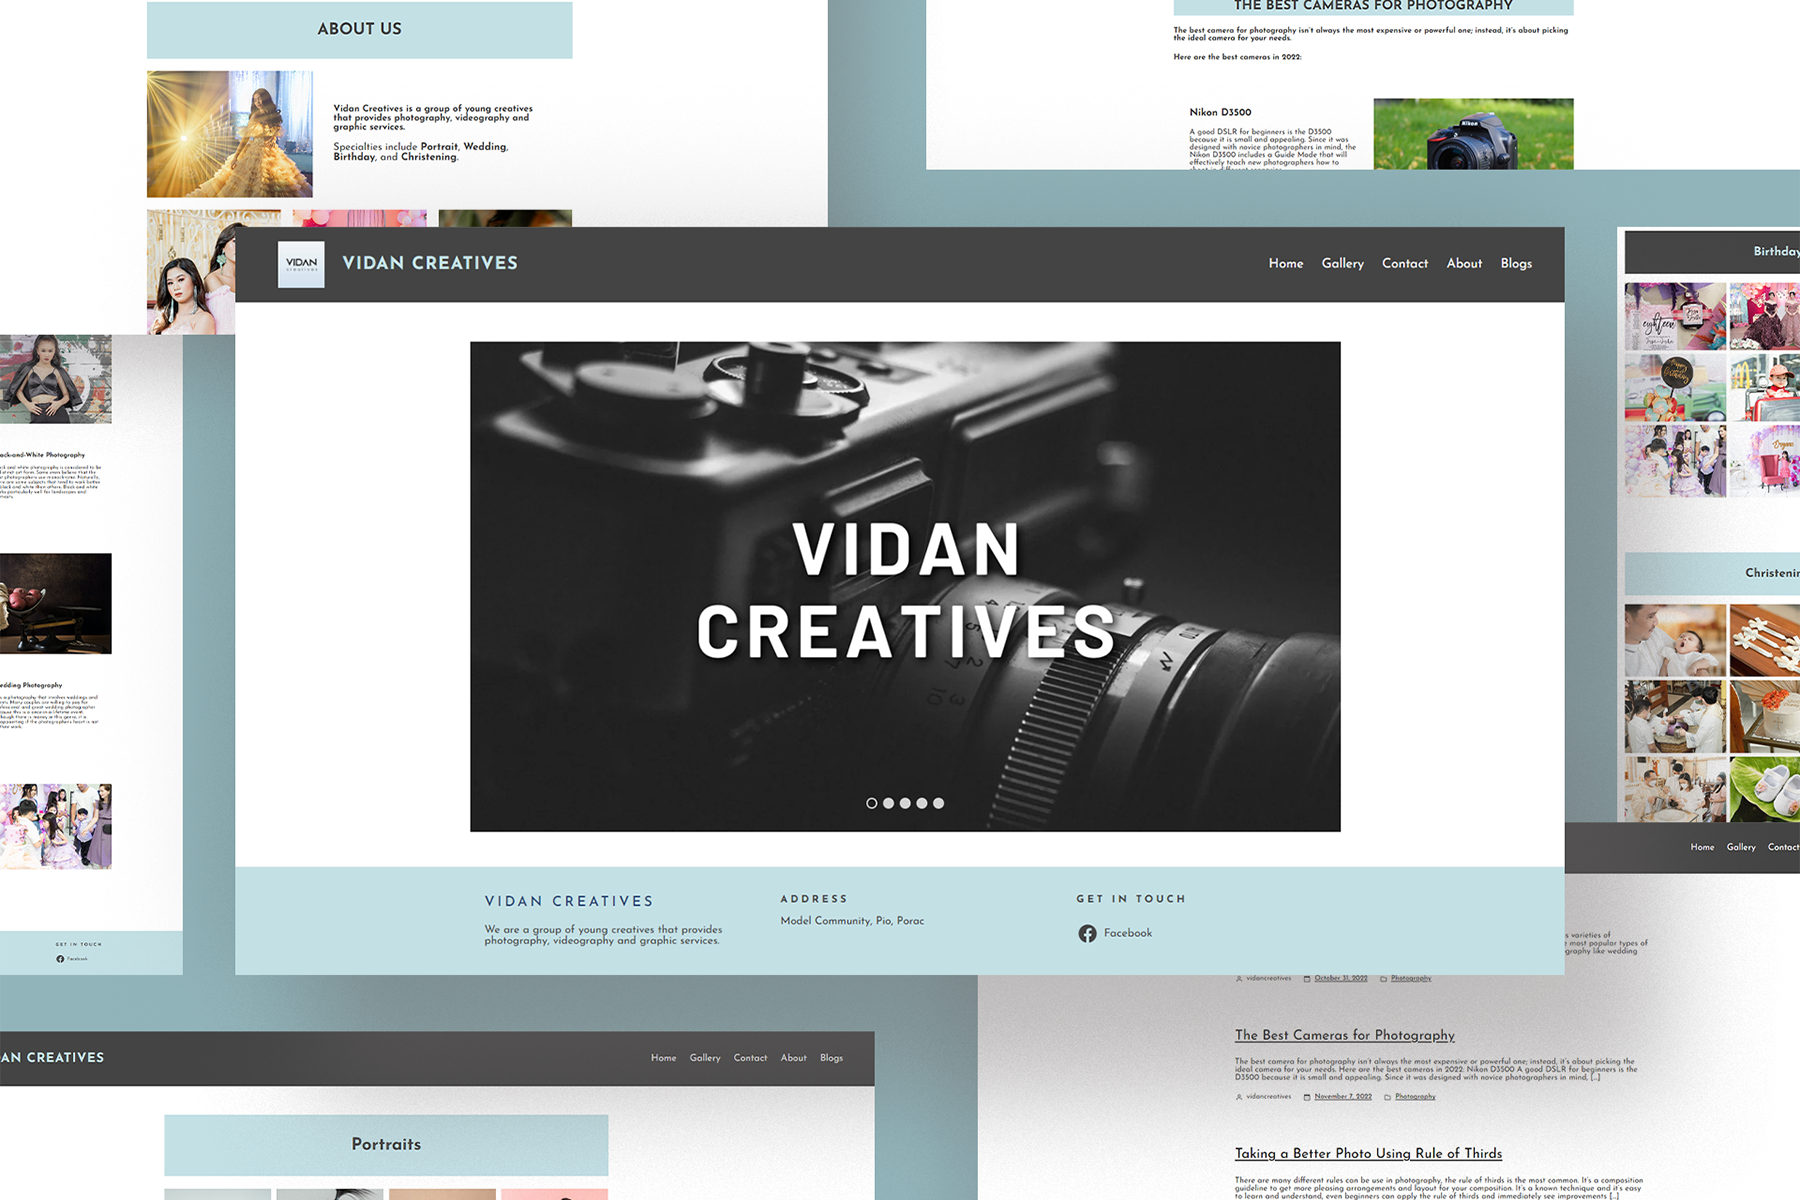 ABOUT US
Vidan Creatives is a group of young creatives
that provides photography, videography and
graphic services.
Specialties include Portrait, Wedding,
Birthday, and Christening.
THE BEST CAMERAS FOR PHOTOGRAPHY
The best camera for photography isn't always the most expensive or powerful one; instead, it's about picking
the ideal camera for your needs.
Here are the best cameras in 2022:
Nikon D3500
A good DSLR for beginners is the D3500
because it is small and appealing. Since it was
designed with novice photographers in mind, the
Nikon D3500 includes a Guide Mode that will
effectively teach new photographers how to
Nikon
VIDAN
creatives
VIDAN CREATIVES
Home Gallery Contact About Blogs
VIDAN
CREATIVES
VIDAN CREATIVES
We are a group of young creatives that provides
photography, videography and graphic services.
ADDRESS
Model Community, Pio, Porac
GET IN TOUCH
Facebook
Birthday
eighteen
Christenin
Home Gallery Contact
ack-and-White Photography
edding Photography
GET IN TOUCH
Facebook
AN CREATIVES
Home Gallery Contact About Blogs
Portraits
s varieties of
most popular types of
graphy like wedding
vidancreatives October 31, 2022 Photography
The Best Cameras for Photography
The best camera for photography isn't always the most expensive or powerful one; instead, it's about picking the
ideal camera for your needs. Here are the best cameras in 2022: Nikon D3500 A good DSLR for beginners is the
D3500 because it is small and appealing. Since it was designed with novice photographers in mind, [...]
vidancreatives November 7, 2022 Photography
Taking a Better Photo Using Rule of Thirds
There are many different rules can be use in photography, the rule of thirds is the most common. It's a composition
guideline to get more pleasing arrangements and layout for your composition. It's a known technique and it's easy
to learn and understand, even beginners can apply the rule of thirds and immediately see improvements [...]